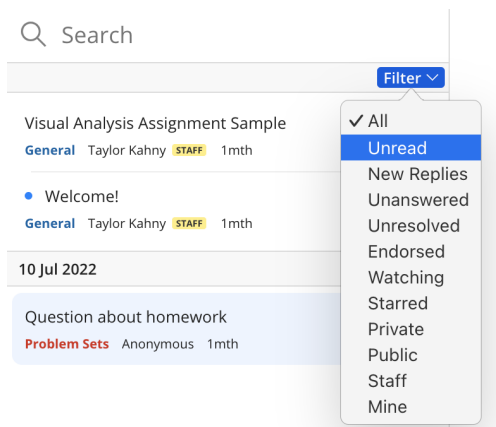 Search
Filter
Visual Analysis Assignment Sample
General Taylor Kahny STAFF 1mth
Welcome!
General Taylor Kahny STAFF 1mth
10 Jul 2022
Question about homework
Problem Sets Anonymous 1mth
✓ All
Unread
New Replies
Unanswered
Unresolved
Endorsed
Watching
Starred
Private
Public
Staff
Mine